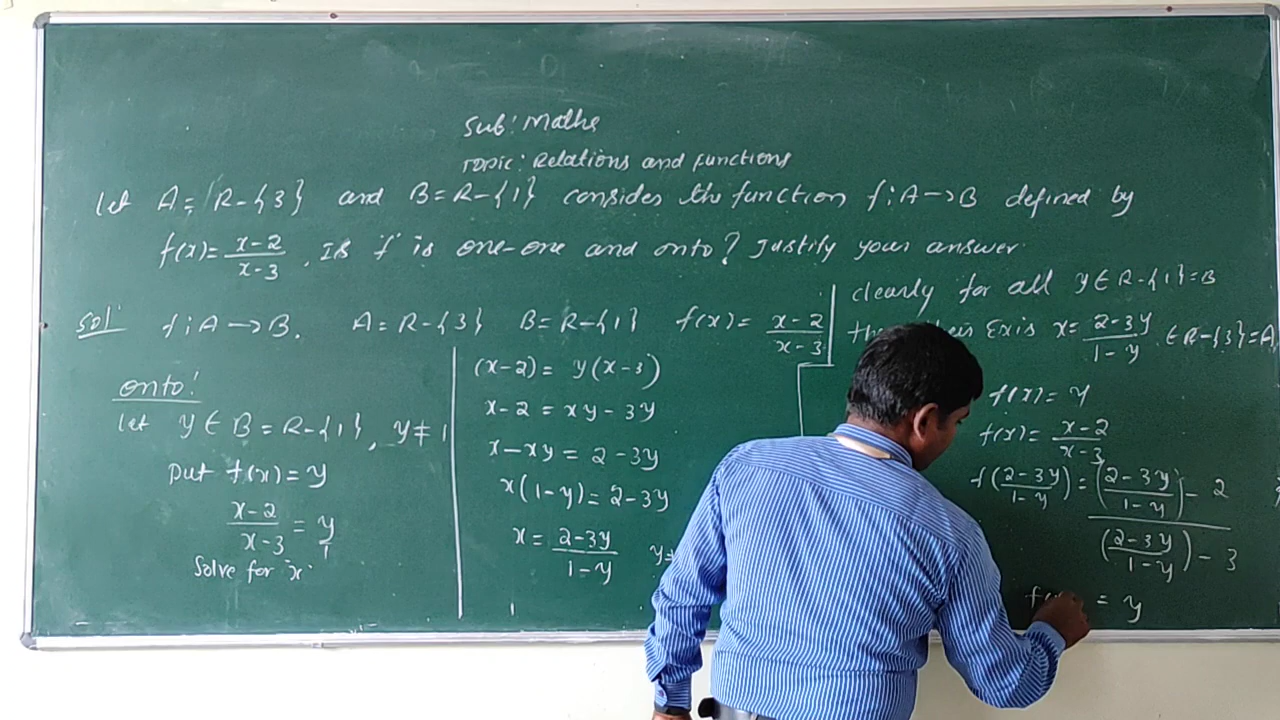 Sub: Maths
Topic: Relations and functions
Let A = R-{3} and B = R-{1} consides the function f: A→B defined by
f(x) = (x-2)/(x-3). Is f is one-one and onto? Justify your answer.
Sol: f: A→B. A = R-{3} B = R-{1} f(x) = (x-2)/(x-3)
onto:
Let y ∈ B = R-{1}, y ≠ 1
put f(x) = y
(x-2)/(x-3) = y/1
Solve for 'x'
(x-2) = y(x-3)
x-2 = xy-3y
x-xy = 2-3y
x(1-y) = 2-3y
x = (2-3y)/(1-y) y≠
clearly for all y ∈ R-{1} = B
Exis x = (2-3y)/(1-y) ∈ R-{3} = A
f(x) = y
f(x) = (x-2)/(x-3)
f((2-3y)/(1-y)) = (((2-3y)/(1-y)) - 2)/(((2-3y)/(1-y)) - 3)
= y